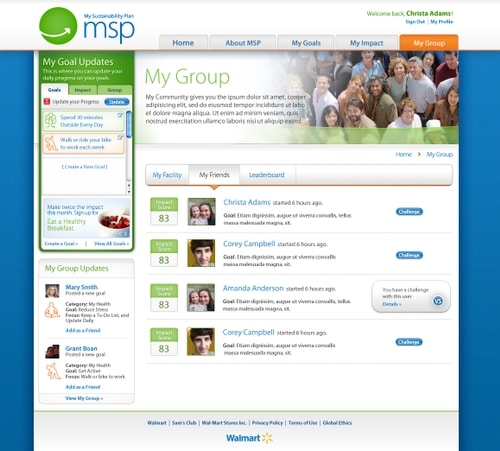 My Sustainability Plan
msp
Welcome back, Christa Adams!
Sign Out | My Profile
Home
About MSP
My Goals
My Impact
My Group
My Goal Updates
This is where you can update your
daily progress on your goals.
Goals
Impact
Group
Update your Progress
Update
Spend 30 minutes
Outside Every Day
Walk or ride your bike
to work each week
[ Create a New Goal ]
Make twice the impact
this month. Sign up for
Eat a Healthy
Breakfast
Create a Goal » | View All Goals »
My Group Updates
Mary Smith
Posted a new goal
Category: My Health
Goal: Reduce Stress
Focus: Keep a To-Do List, and
Update Daily
Add as a Friend
Grant Boan
Posted a new goal
Category: My Health
Goal: Get Active
Focus: Walk or bike to work
Add as a Friend
View My Group »
My Group
My Community gives you the ipsum dolor sit amet, conser
adipisicing elit, sed do eiusmod tempor incididunt ut labo
et dolore magna aliqua. Ut enim ad minim veniam, quis
nostrud exercitation ullamco laboris nisi ut aliquip exend
Home » My Group
My Facility
My Friends
Leaderboard
Impact
Score
83
Christa Adams started 6 hours ago.
Goal: Etiam dignissim, augue ut viverra convallis, tellus
massa malesuada magna, sit.
Challenge
Impact
Score
83
Corey Campbell started 6 hours ago.
Goal: Etiam dignissim, augue ut viverra convallis
massa malesuada magna, sit.
Challenge
Impact
Score
83
Amanda Anderson started 6 hours ago.
Goal: Etiam dignissim, augue ut viverra convallis, tellus
massa malesuada magna, sit.
You have a challenge
with this user
Details »
VS
Impact
Score
83
Corey Campbell started 6 hours ago.
Goal: Etiam dignissim, augue ut viverra convallis
massa malesuada magna, sit.
Challenge
Walmart | Sam's Club | Wal-Mart Stores Inc. | Privacy Policy | Terms of Use | Global Ethics
Walmart